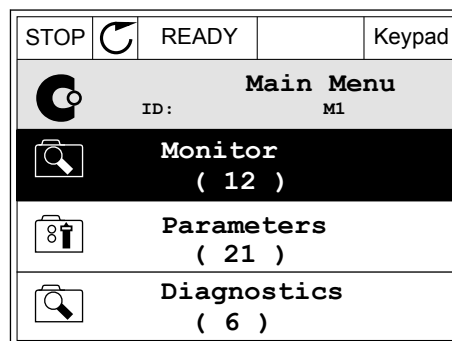 STOP READY Keypad
Main Menu
ID: M1
Monitor
( 12 )
Parameters
( 21 )
Diagnostics
( 6 )